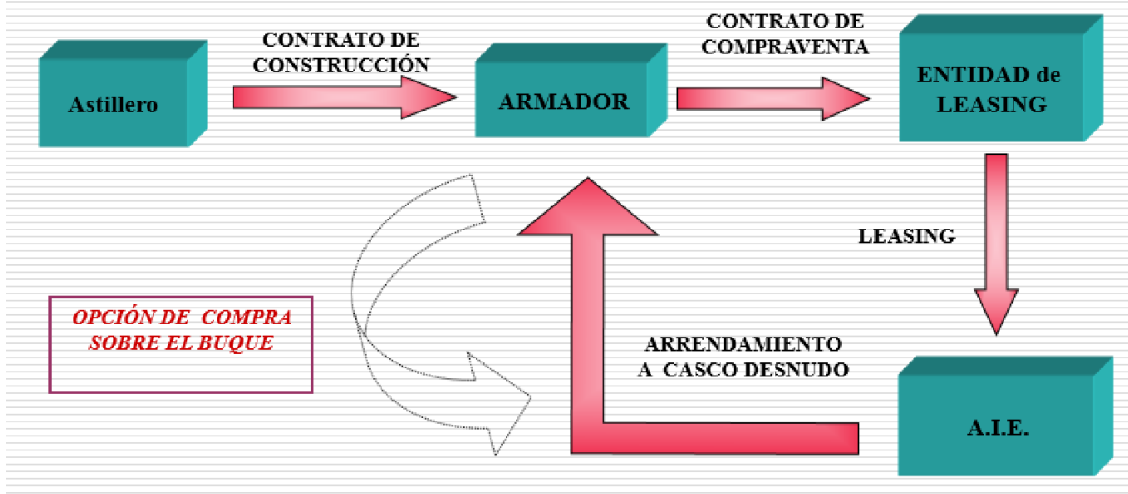 CONTRATO DE
CONSTRUCCIÓN
CONTRATO DE
COMPRAVENTA
Astillero
ARMADOR
ENTIDAD de
LEASING
LEASING
OPCIÓN DE COMPRA
SOBRE EL BUQUE
ARRENDAMIENTO
A CASCO DESNUDO
A.I.E.